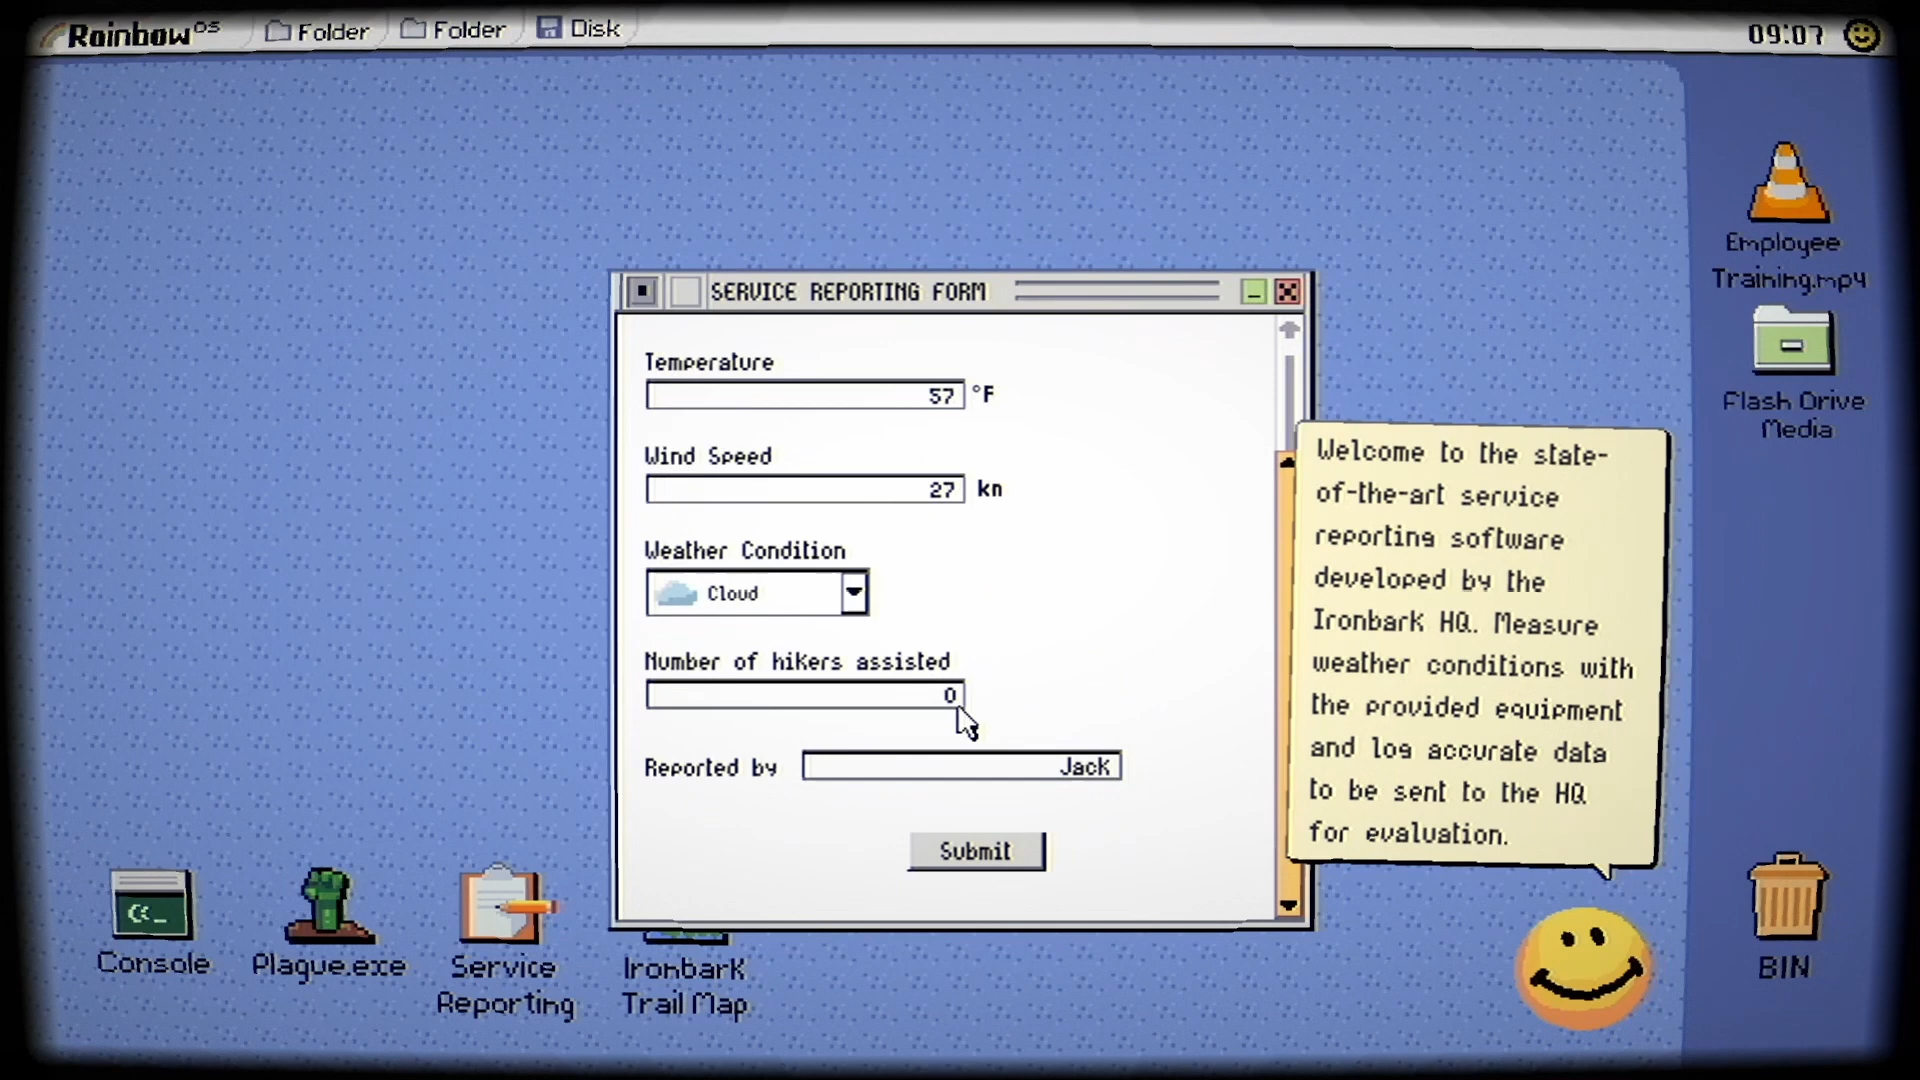 Rainbow OS
Folder
Folder
Disk
09:07
Employee
Training.mp4
Flash Drive
Media
SERVICE REPORTING FORM
Temperature
57 °F
Wind Speed
27 kn
Weather Condition
Cloud
Number of hikers assisted
0
Reported by Jack
Submit
Welcome to the state-
of-the-art service
reporting software
developed by the
Ironbark HQ. Measure
weather conditions with
the provided equipment
and log accurate data
to be sent to the HQ
for evaluation.
Console
Plague.exe
Service
Reporting
Ironbark
Trail Map
BIN